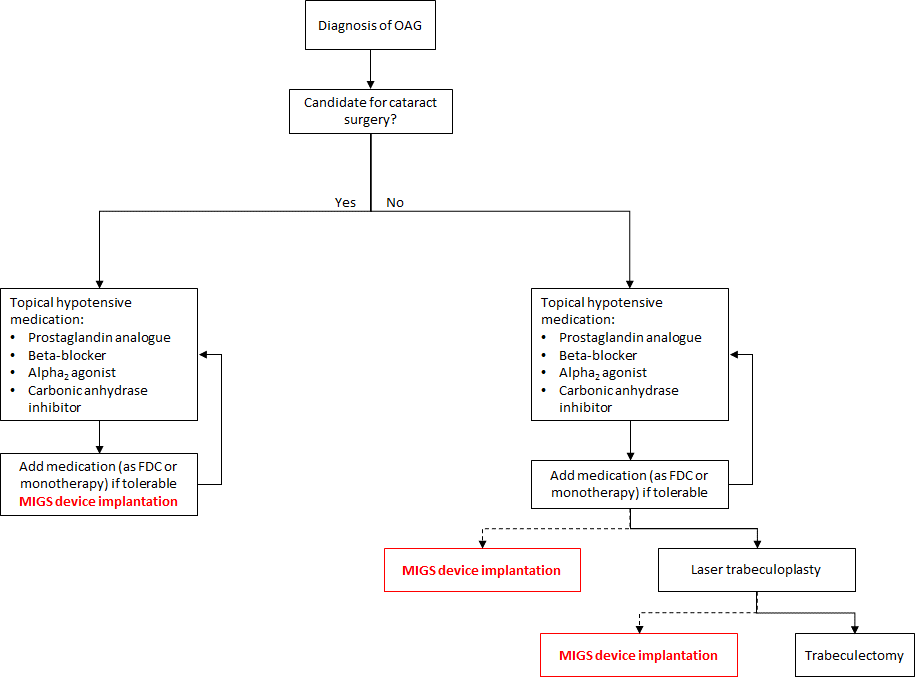 Diagnosis of OAG
Candidate for cataract
surgery?
Yes
No
Topical hypotensive
medication:
• Prostaglandin analogue
• Beta-blocker
• Alpha₂ agonist
• Carbonic anhydrase
inhibitor
Add medication (as FDC or
monotherapy) if tolerable
MIGS device implantation
Topical hypotensive
medication:
• Prostaglandin analogue
• Beta-blocker
• Alpha₂ agonist
• Carbonic anhydrase
inhibitor
Add medication (as FDC or
monotherapy) if tolerable
MIGS device implantation
Laser trabeculoplasty
MIGS device implantation
Trabeculectomy